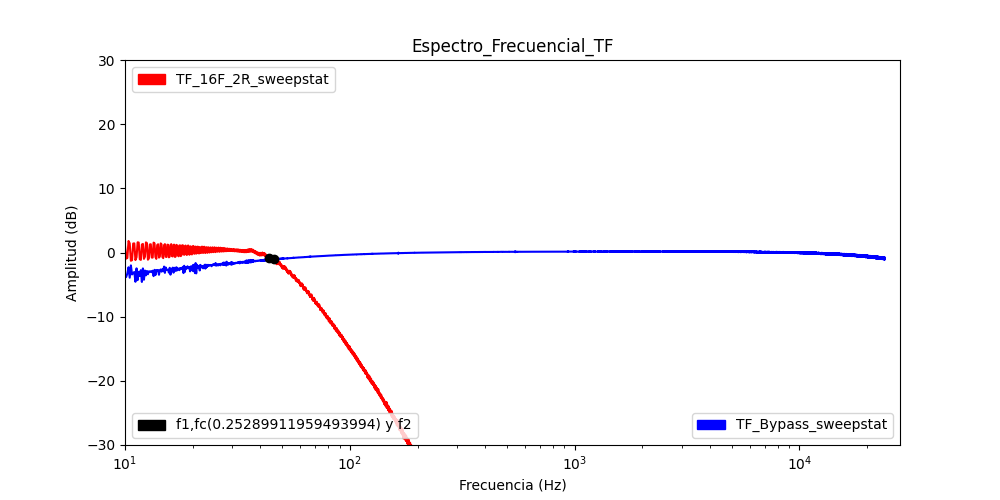 Espectro_Frecuencial_TF
Amplitud (dB)
30
20
10
0
−10
−20
−30
TF_16F_2R_sweepstat
f1,fc(0.25289911959493994) y f2
TF_Bypass_sweepstat
10¹
10²
10³
10⁴
Frecuencia (Hz)